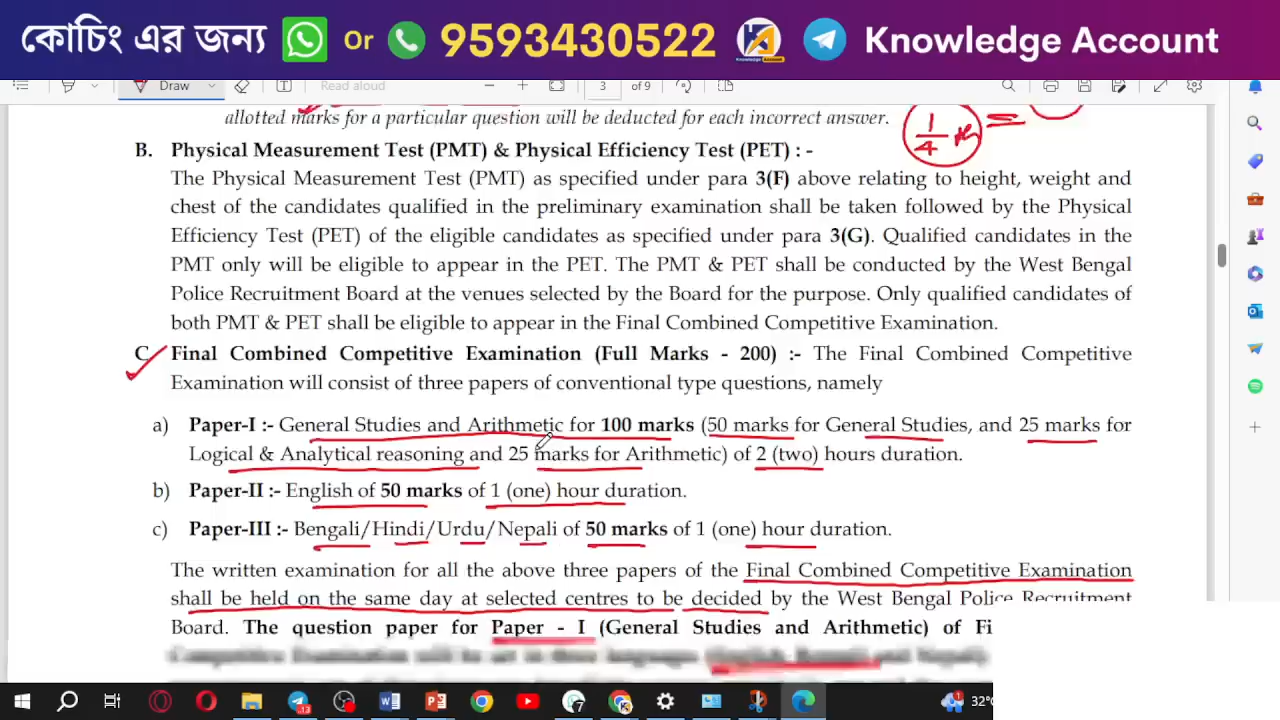 কোচিং এর জন্য Or 9593430522 Knowledge Account
Draw Read aloud 3 of 9
allotted marks for a particular question will be deducted for each incorrect answer.
1/4
B. Physical Measurement Test (PMT) & Physical Efficiency Test (PET) : -
The Physical Measurement Test (PMT) as specified under para 3(F) above relating to height, weight and
chest of the candidates qualified in the preliminary examination shall be taken followed by the Physical
Efficiency Test (PET) of the eligible candidates as specified under para 3(G). Qualified candidates in the
PMT only will be eligible to appear in the PET. The PMT & PET shall be conducted by the West Bengal
Police Recruitment Board at the venues selected by the Board for the purpose. Only qualified candidates of
both PMT & PET shall be eligible to appear in the Final Combined Competitive Examination.
C Final Combined Competitive Examination (Full Marks - 200) :- The Final Combined Competitive
Examination will consist of three papers of conventional type questions, namely
a) Paper-I :- General Studies and Arithmetic for 100 marks (50 marks for General Studies, and 25 marks for
Logical & Analytical reasoning and 25 marks for Arithmetic) of 2 (two) hours duration.
b) Paper-II :- English of 50 marks of 1 (one) hour duration.
c) Paper-III :- Bengali/Hindi/Urdu/Nepali of 50 marks of 1 (one) hour duration.
The written examination for all the above three papers of the Final Combined Competitive Examination
shall be held on the same day at selected centres to be decided by the West Bengal Police Recruitment
Board. The question paper for Paper - I (General Studies and Arithmetic) of Fi
32°